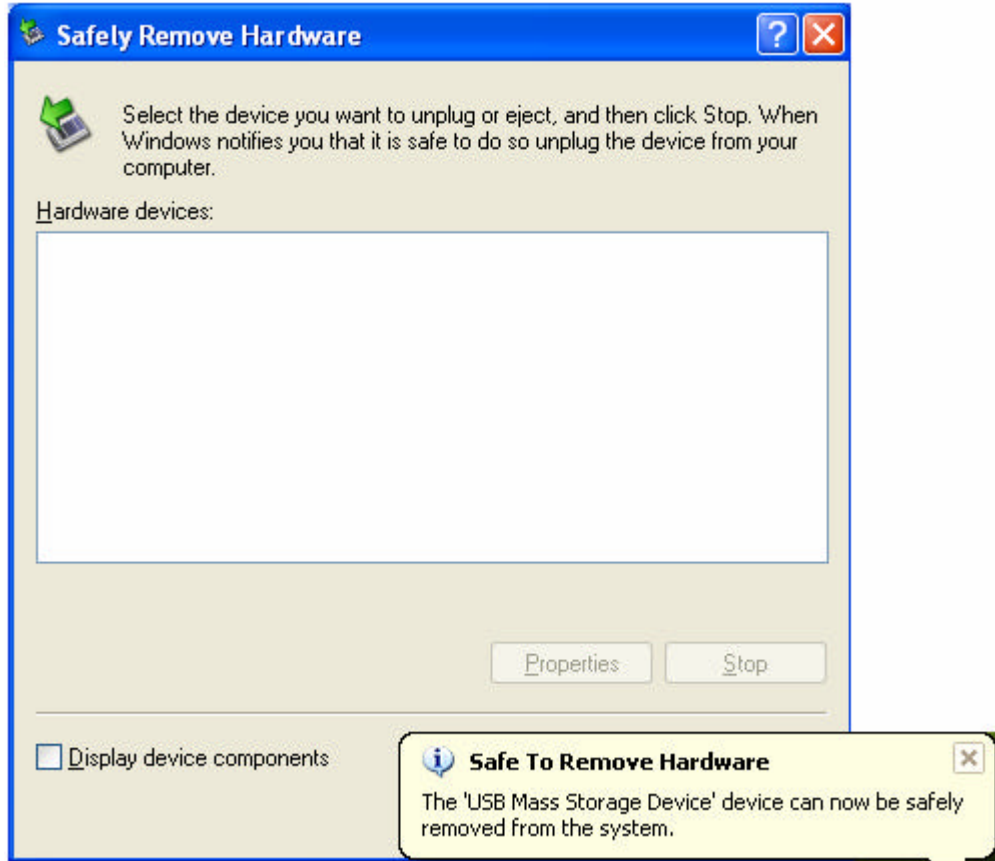 Safely Remove Hardware
Select the device you want to unplug or eject, and then click Stop. When
Windows notifies you that it is safe to do so unplug the device from your
computer.
Hardware devices:
Properties Stop
Display device components
Safe To Remove Hardware
The 'USB Mass Storage Device' device can now be safely
removed from the system.